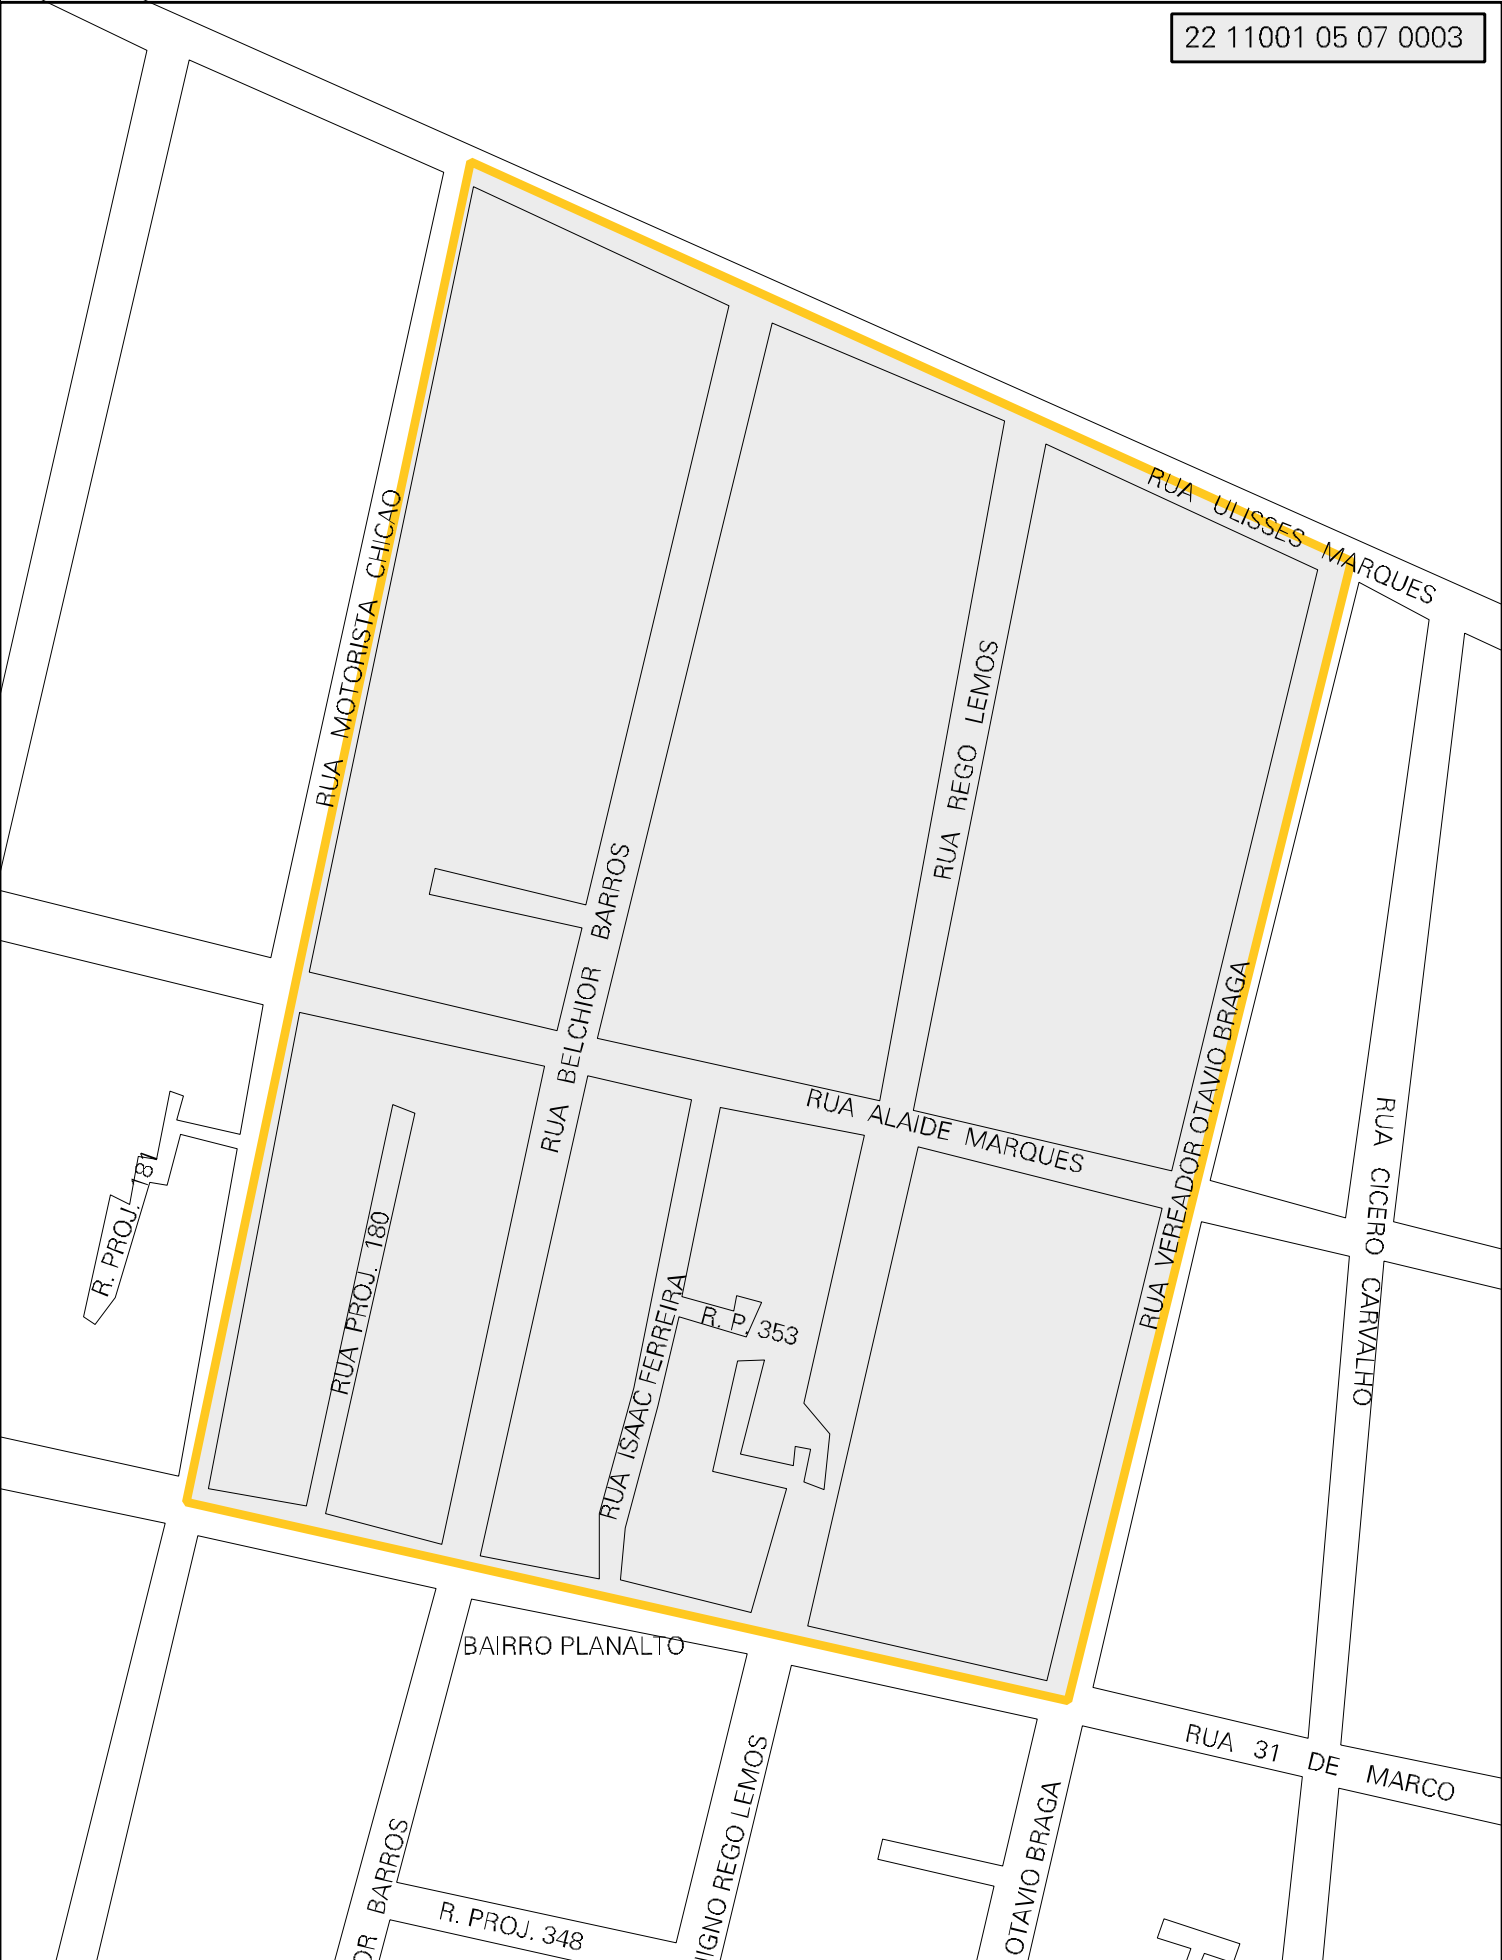 22 11001 05 07 0003
RUA ULISSES MARQUES
RUA MOTORISTA CHICAO
RUA REGO LEMOS
RUA BELCHIOR BARROS
RUA VEREADOR OTAVIO BRAGA
RUA ALAIDE MARQUES
RUA CICERO CARVALHO
R. PROJ. 181
RUA PROJ. 180
RUA ISAAC FERREIRA
R. P. 353
BAIRRO PLANALTO
RUA 31 DE MARCO
OR BARROS
IGNO REGO LEMOS
OTAVIO BRAGA
R. PROJ. 348